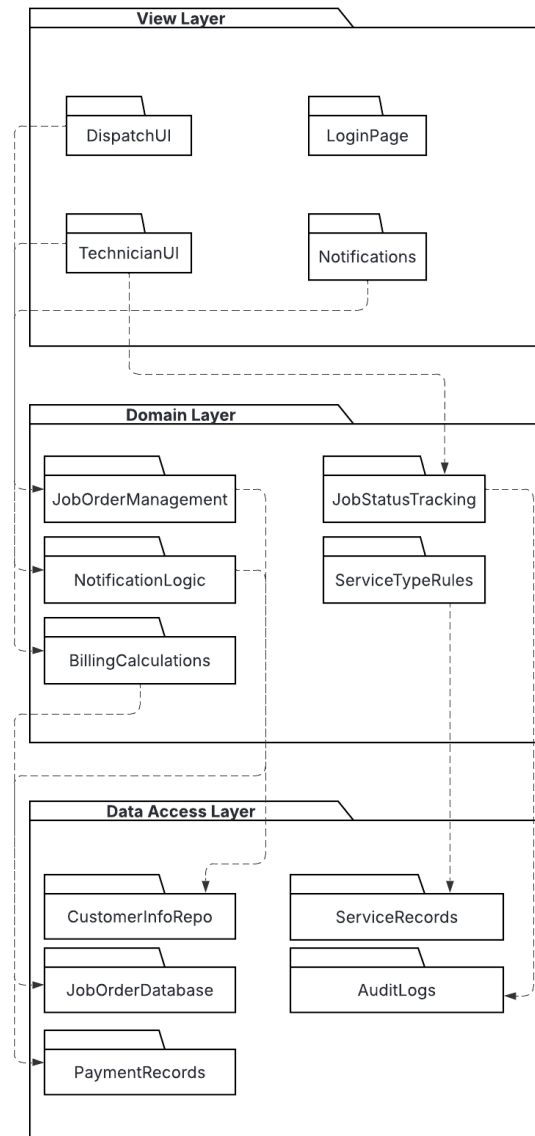 View Layer
DispatchUI
LoginPage
TechnicianUI
Notifications
Domain Layer
JobOrderManagement
JobStatusTracking
NotificationLogic
ServiceTypeRules
BillingCalculations
Data Access Layer
CustomerInfoRepo
ServiceRecords
JobOrderDatabase
AuditLogs
PaymentRecords